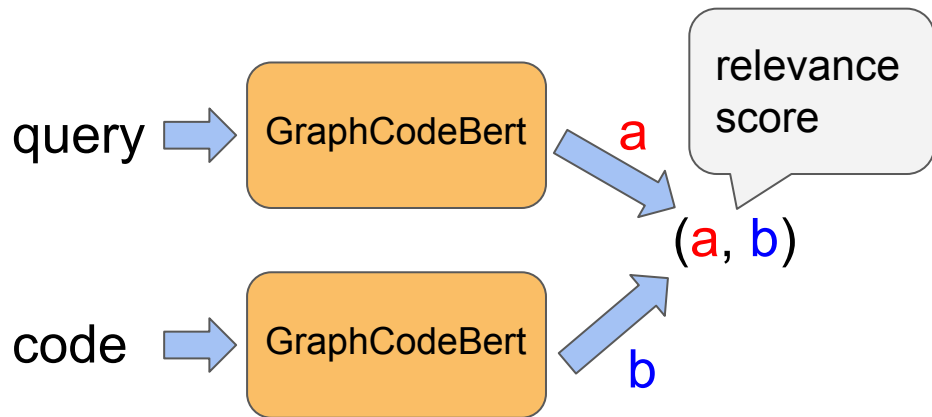 query
GraphCodeBert
a
relevance
score
(a, b)
code
GraphCodeBert
b